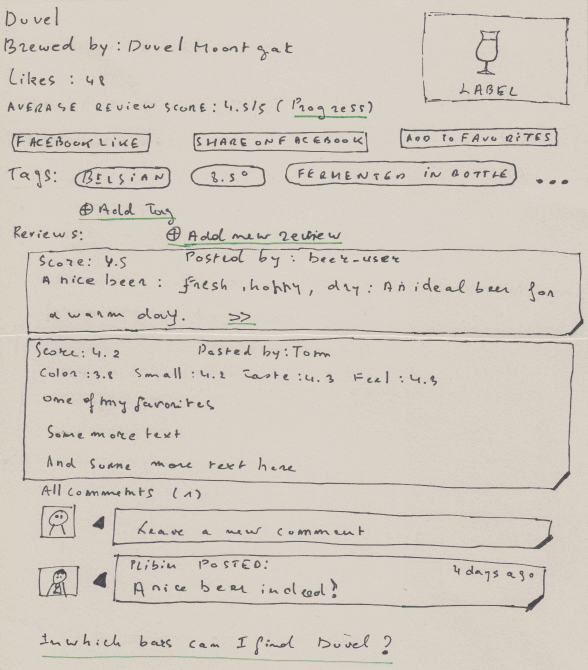 Duvel
Brewed by : Duvel Moortgat
Likes : 48
LABEL
AVERAGE REVIEW SCORE: 4.5/5 (Progress)
FACEBOOK LIKE SHARE ON FACEBOOK ADD TO FAVORITES
Tags: BELGIAN 8.5° FERMENTED IN BOTTLE ...
⊕ Add Tag
Reviews: ⊕ Add new review
Score: 4.5 Posted by : beer-user
A nice beer : fresh, hoppy, dry : An ideal beer for
a warm day. >>
Score: 4.2 Posted by: Tom
Color :3.8 Small : 4.2 Taste : 4.3 Feel : 4.3
One of my favorites
Some more text
And some more text here
All comments (1)
Leave a new comment
POSTED: 4 days ago
A nice beer indeed!
In which bars can I find Duvel ?